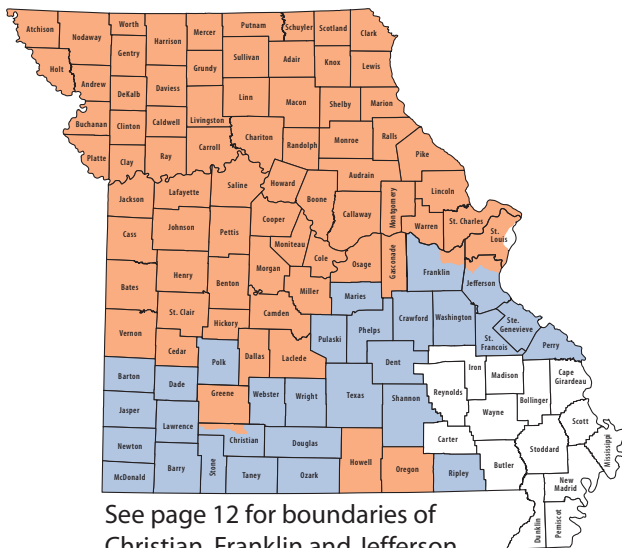 Atchison
Nodaway
Worth
Harrison
Mercer
Putnam
Schuyler
Scotland
Clark
Gentry
Sullivan
Adair
Knox
Lewis
Holt
Andrew
Grundy
DeKalb
Daviess
Linn
Macon
Shelby
Marion
Buchanan
Clinton
Caldwell
Livingston
Chariton
Randolph
Monroe
Ralls
Platte
Clay
Ray
Carroll
Pike
Audrain
Jackson
Lafayette
Saline
Howard
Boone
Callaway
Montgomery
Lincoln
Cooper
Warren
St. Charles
St.
Louis
Cass
Johnson
Pettis
Moniteau
Cole
Osage
Gasconade
Franklin
Jefferson
Bates
Henry
Benton
Morgan
Miller
Maries
St. Clair
Camden
Crawford
Washington
Ste.
Genevieve
St.
Francois
Perry
Vernon
Hickory
Pulaski
Phelps
Cedar
Polk
Dallas
Laclede
Dent
Iron
Madison
Cape
Girardeau
Barton
Dade
Greene
Webster
Wright
Texas
Shannon
Reynolds
Bollinger
Wayne
Scott
Jasper
Lawrence
Christian
Douglas
Carter
Stoddard
Mississippi
Newton
Howell
Oregon
Ripley
Butler
New
Madrid
McDonald
Barry
Stone
Taney
Ozark
Dunklin
Pemiscot
See page 12 for boundaries of
Christian, Franklin and Jefferson